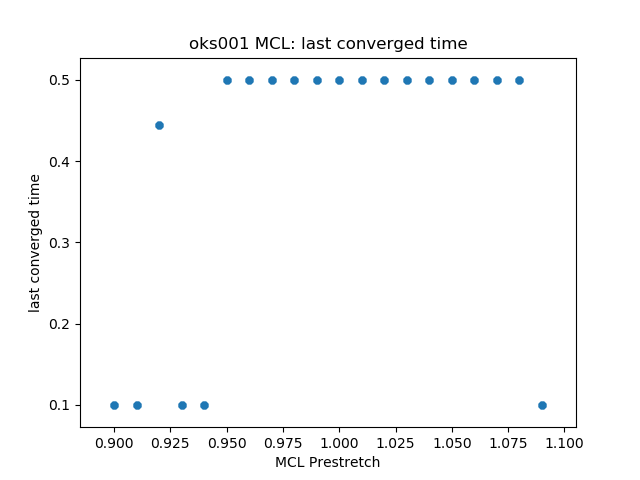 oks001 MCL: last converged time
0.5
0.4
0.3
0.2
0.1
last converged time
0.900 0.925 0.950 0.975 1.000 1.025 1.050 1.075 1.100
MCL Prestretch